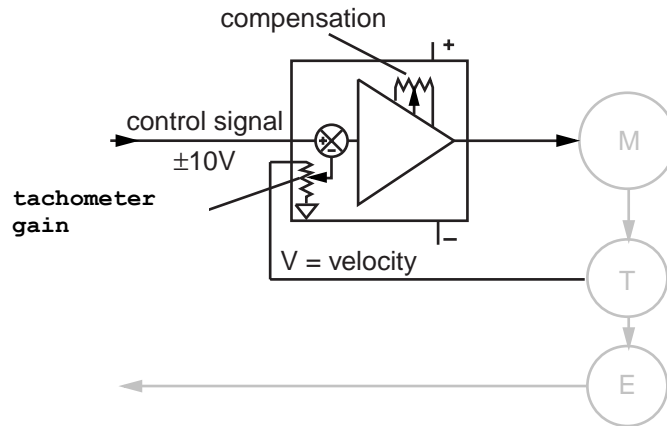 compensation
+
control signal
±10V
+
−
M
tachometer
gain
−
V = velocity
T
E